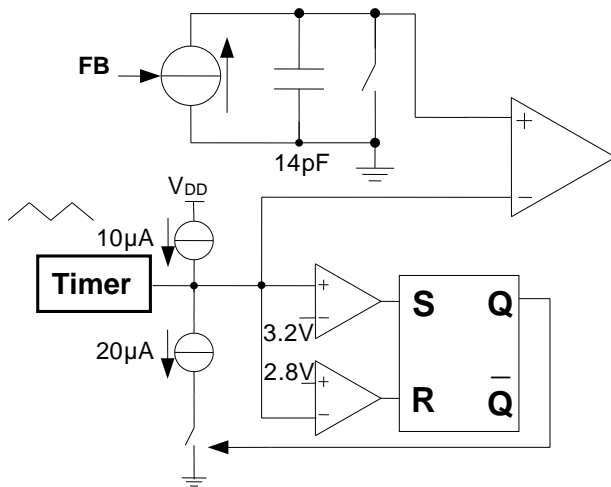 FB
14pF
+
−
VDD
10µA
Timer
20µA
+
−
3.2V
2.8V
+
−
S Q
R Q̅